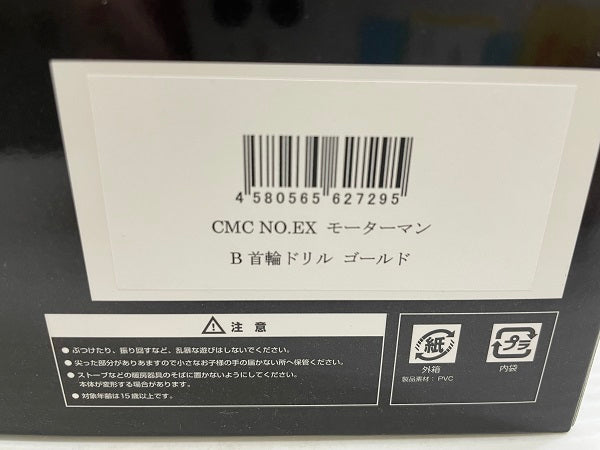 4 580565 627295
CMC NO.EX モーターマン
B 首輪ドリル ゴールド
注 意
● ぶつけたり、振り回すなど、乱暴な遊びはしないでください。
● 尖った部分がありあますので小さなお子様の手の届かない所へ保管ください。
● ストーブなどの暖房器具のそばに置かないようにしてください。
本体が変形する場合があります。
● 対象年齢は15歳以上です。
紙
外箱
製品素材：PVC
プラ
内袋